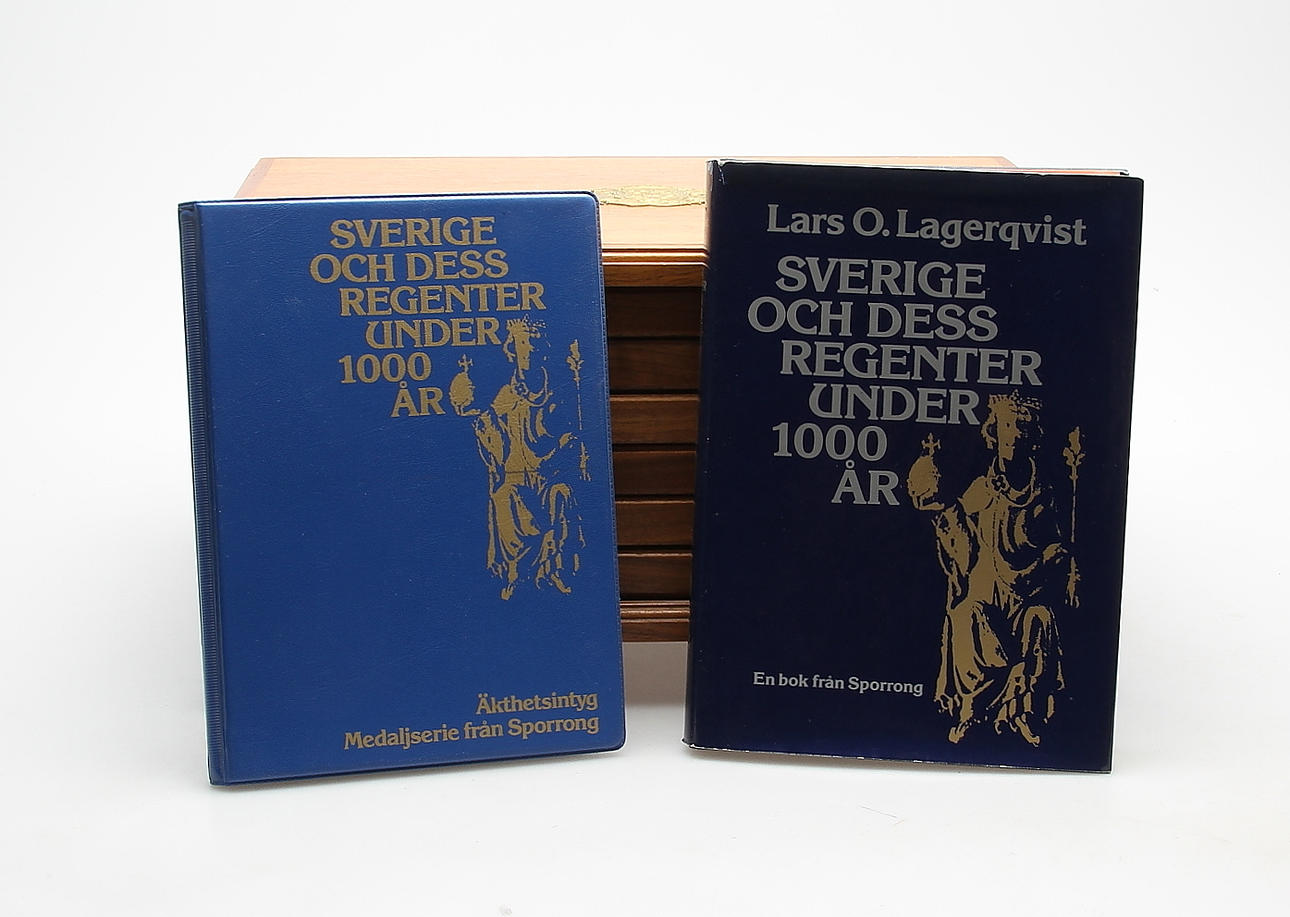 SVERIGE
OCH DESS
REGENTER
UNDER
1000
ÅR
Äkthetsintyg
Medaljserie från Sporrong
Lars O. Lagerqvist
SVERIGE
OCH DESS
REGENTER
UNDER
1000
ÅR
En bok från Sporrong